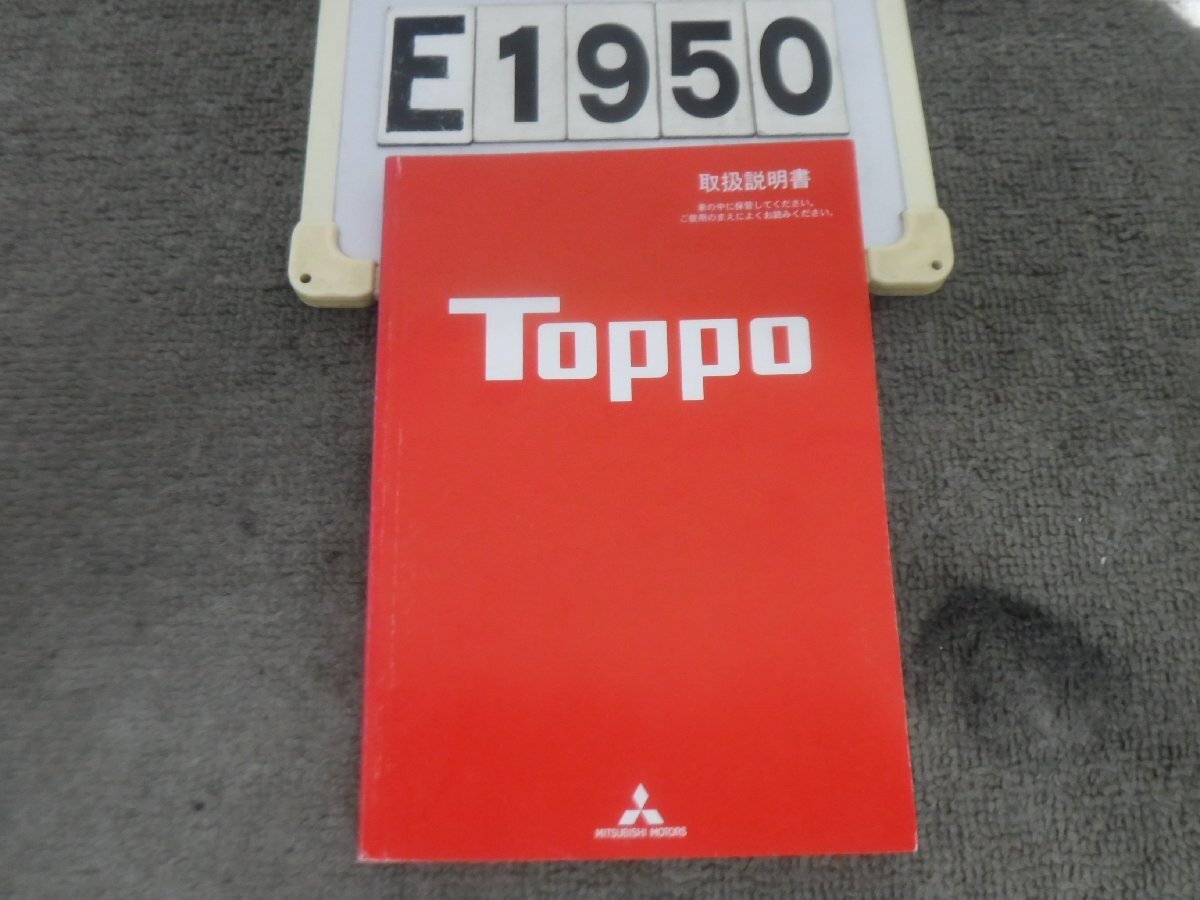 E1950
取扱説明書
車の中に保管してください。
ご使用のまえによくお読みください。
Toppo
MITSUBISHI MOTORS